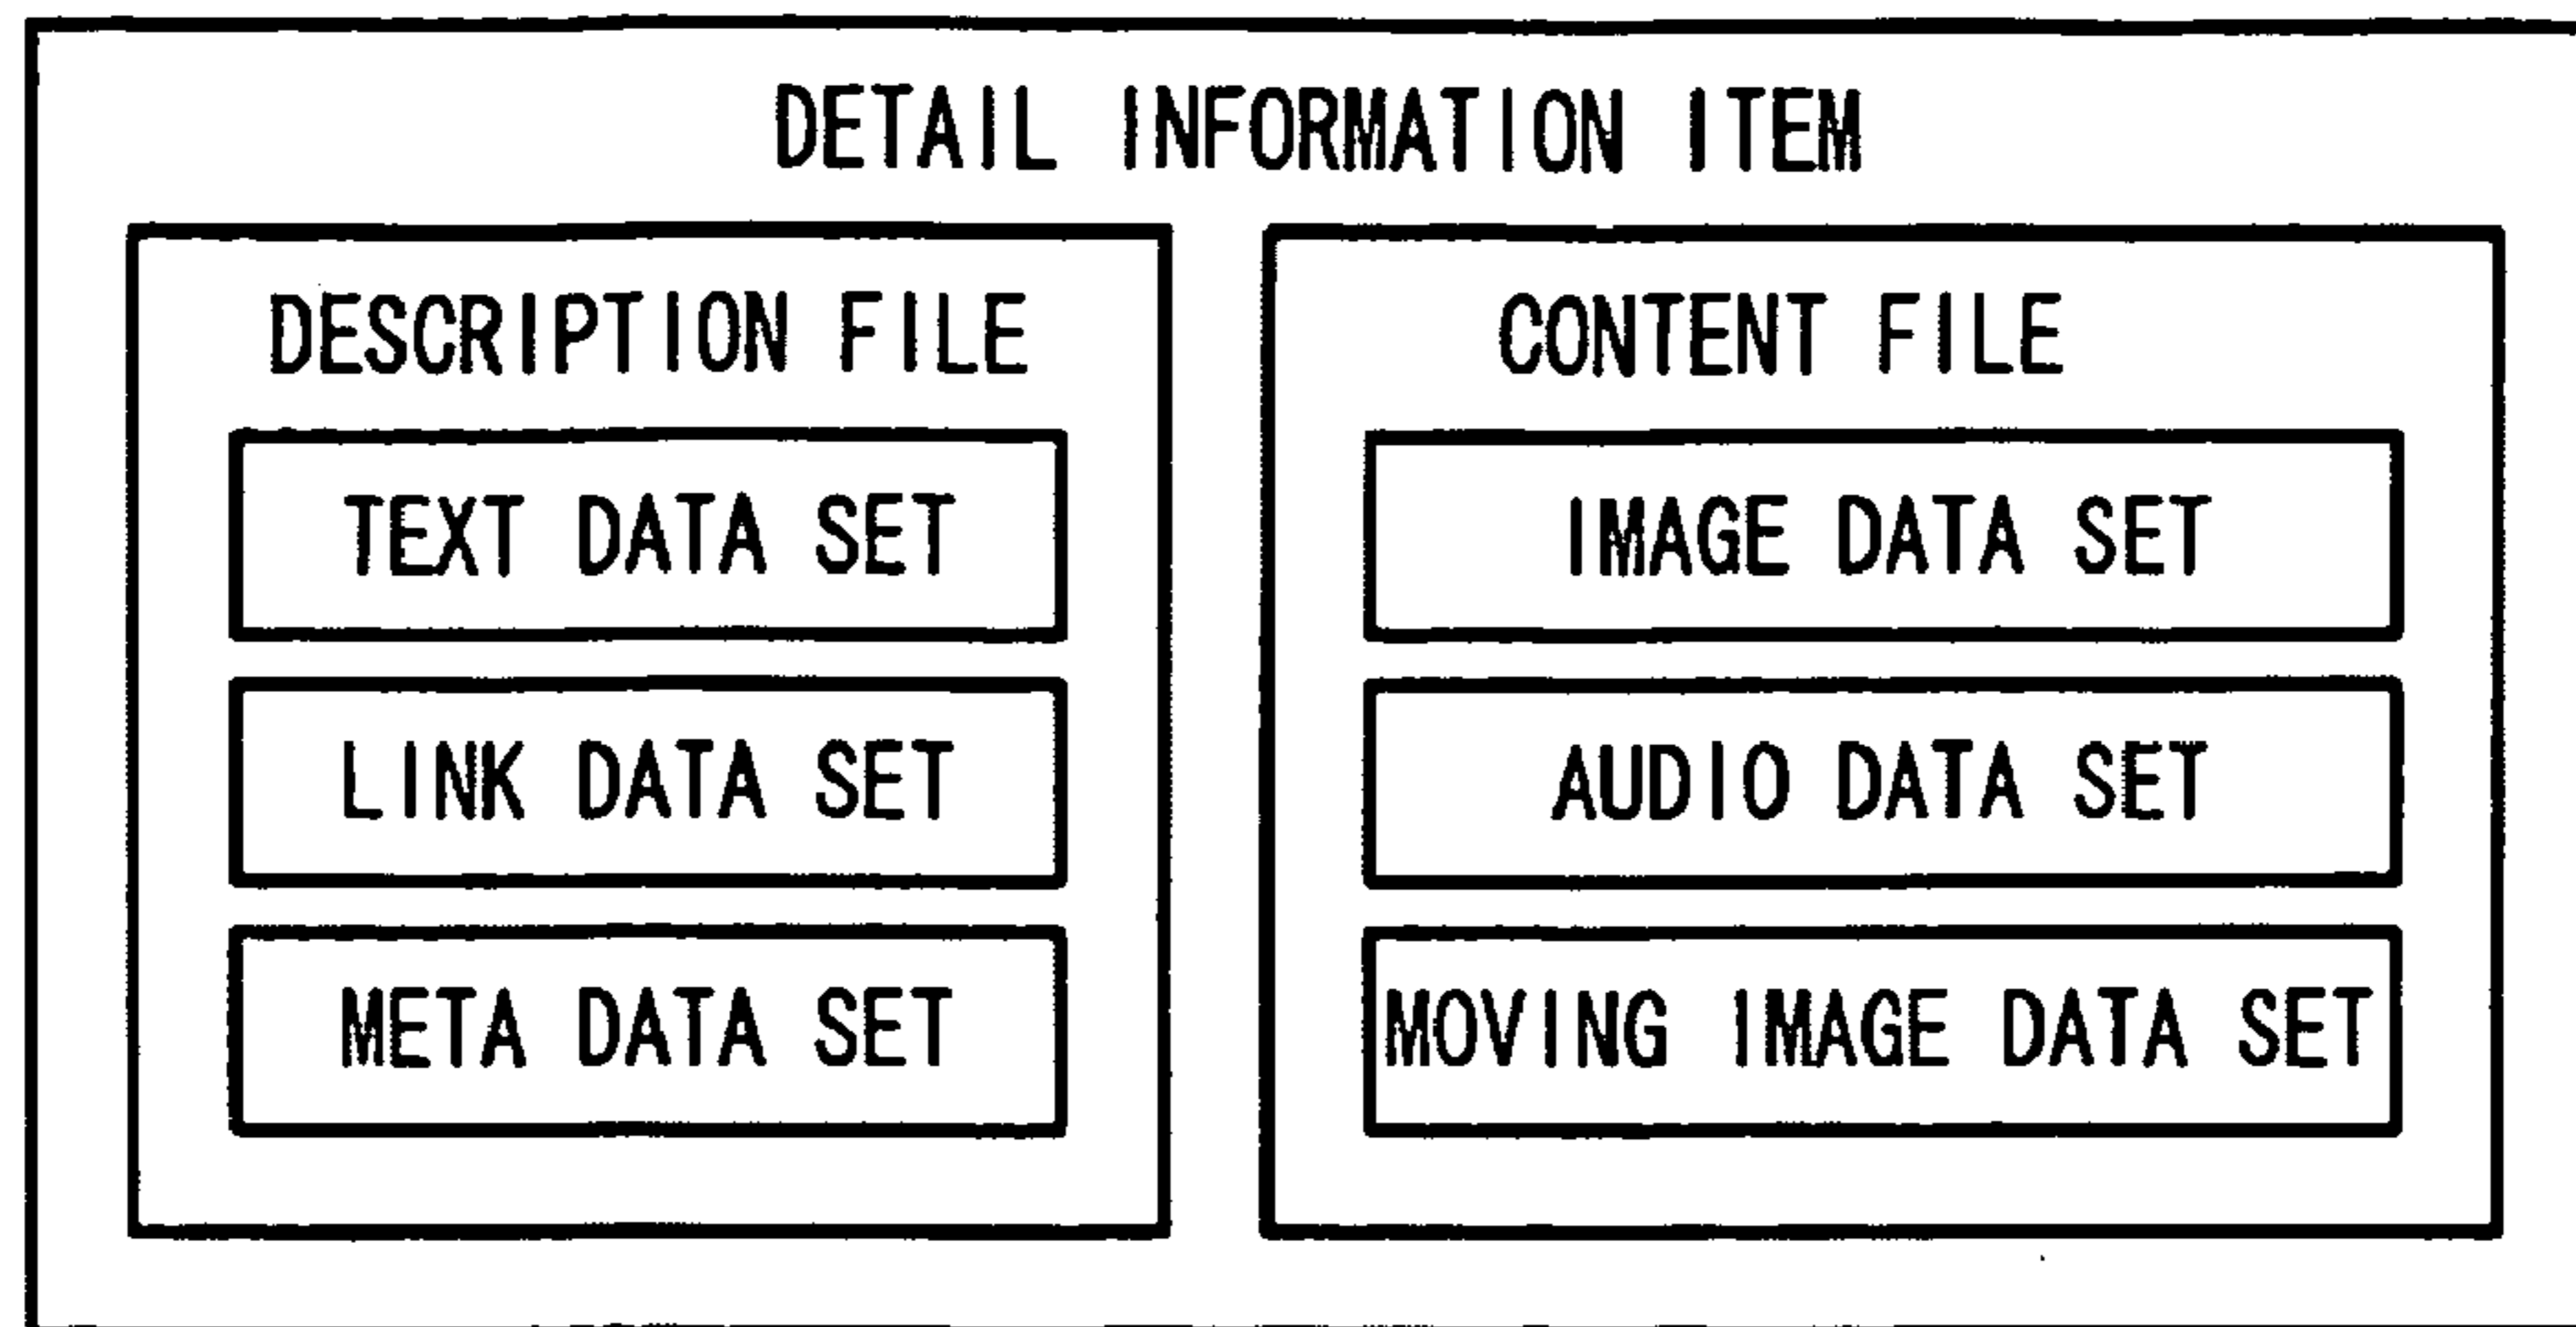 DETAIL INFORMATION ITEM
DESCRIPTION FILE
TEXT DATA SET
LINK DATA SET
META DATA SET
CONTENT FILE
IMAGE DATA SET
AUDIO DATA SET
MOVING IMAGE DATA SET